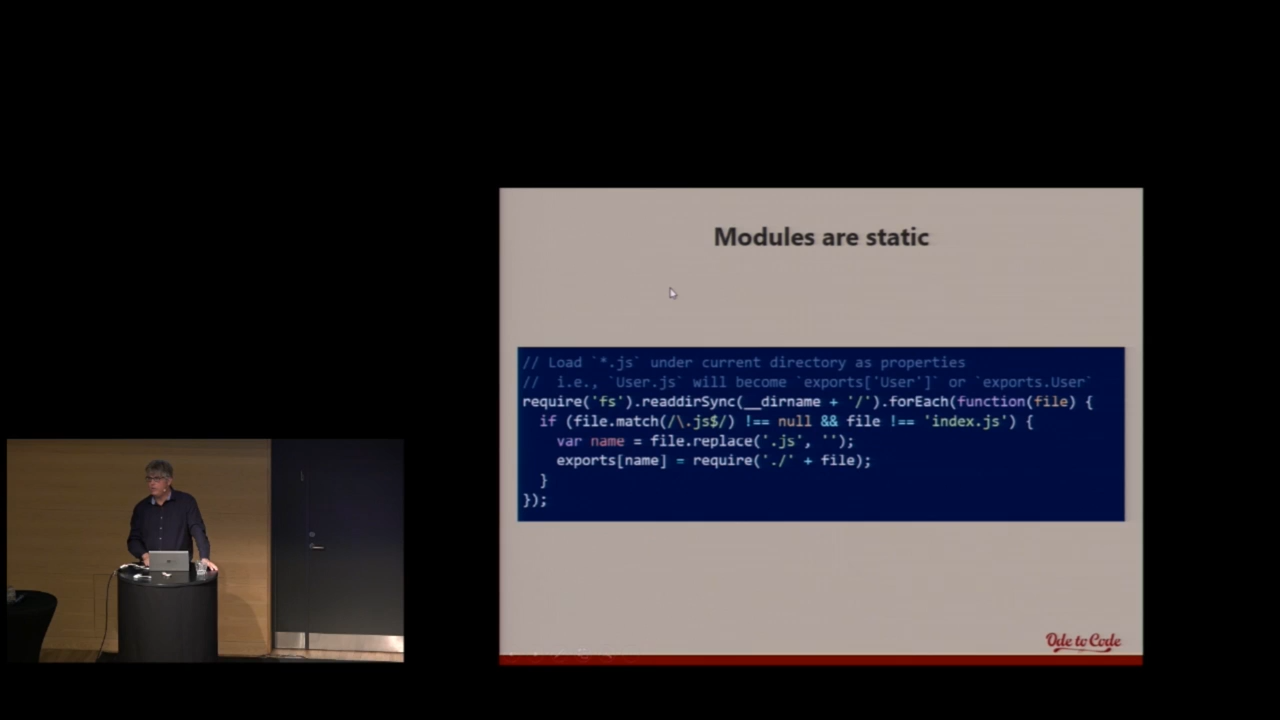 Modules are static
// Load `*.js` under current directory as properties
//  i.e., `User.js` will become `exports['User']` or `exports.User`
require('fs').readdirSync(__dirname + '/').forEach(function(file) {
  if (file.match(/\.js$/) !== null && file !== 'index.js') {
    var name = file.replace('.js', '');
    exports[name] = require('./' + file);
  }
});
Ode to Code